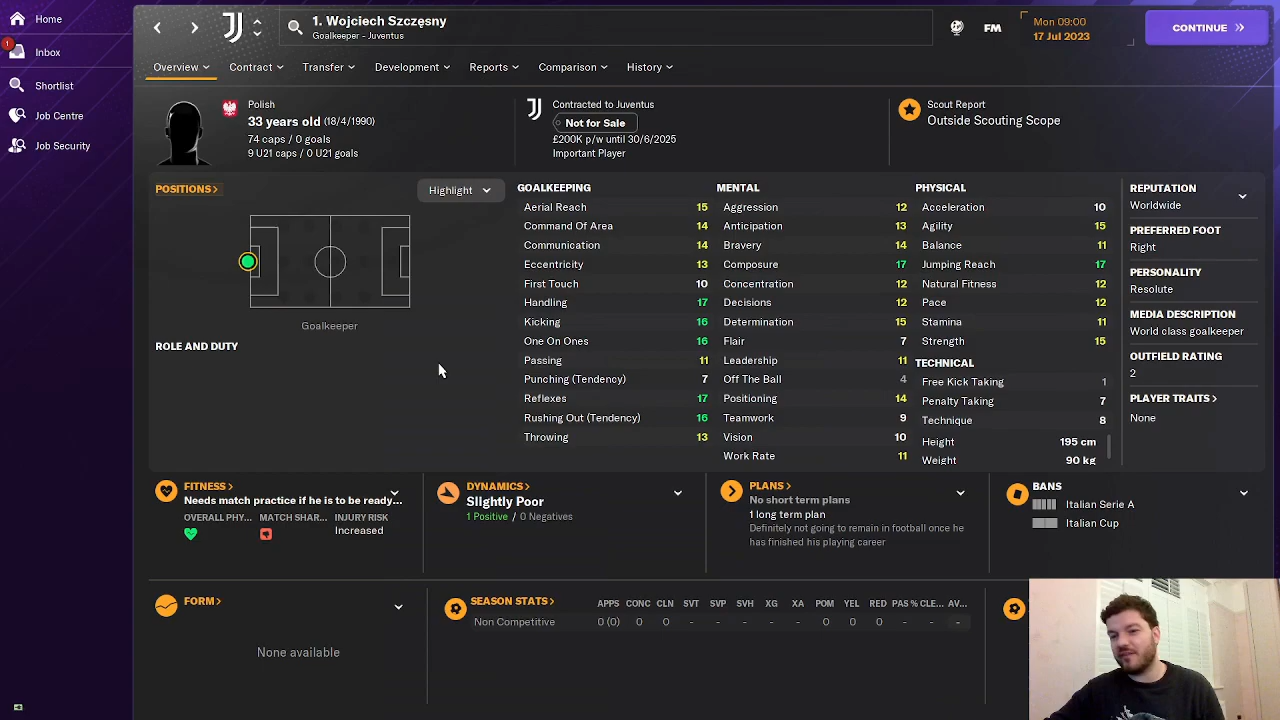 Home
1
Inbox
Shortlist
Job Centre
Job Security
1. Wojciech Szczęsny
Goalkeeper - Juventus
FM
Mon 09:00
17 Jul 2023
CONTINUE
Overview
Contract
Transfer
Development
Reports
Comparison
History
Polish
33 years old (18/4/1990)
74 caps / 0 goals
9 U21 caps / 0 U21 goals
Contracted to Juventus
Not for Sale
£200K p/w until 30/6/2025
Important Player
Scout Report
Outside Scouting Scope
POSITIONS >
Highlight
Goalkeeper
ROLE AND DUTY
GOALKEEPING
Aerial Reach 15
Command Of Area 14
Communication 14
Eccentricity 13
First Touch 10
Handling 17
Kicking 16
One On Ones 16
Passing 11
Punching (Tendency) 7
Reflexes 17
Rushing Out (Tendency) 16
Throwing 13
MENTAL
Aggression 12
Anticipation 13
Bravery 14
Composure 17
Concentration 12
Decisions 12
Determination 15
Flair 7
Leadership 11
Off The Ball 4
Positioning 14
Teamwork 9
Vision 10
Work Rate 11
PHYSICAL
Acceleration 10
Agility 15
Balance 11
Jumping Reach 17
Natural Fitness 12
Pace 12
Stamina 11
Strength 15
TECHNICAL
Free Kick Taking 1
Penalty Taking 7
Technique 8
Height 195 cm
Weight 90 kg
REPUTATION
Worldwide
PREFERRED FOOT
Right
PERSONALITY
Resolute
MEDIA DESCRIPTION
World class goalkeeper
OUTFIELD RATING
2
PLAYER TRAITS >
None
FITNESS >
Needs match practice if he is to be ready...
OVERALL PHY... MATCH SHAR... INJURY RISK
Increased
DYNAMICS >
Slightly Poor
1 Positive / 0 Negatives
PLANS >
No short term plans
1 long term plan
Definitely not going to remain in football once he
has finished his playing career
BANS
Italian Serie A
Italian Cup
FORM >
None available
SEASON STATS > APPS CONC CLN SVT SVP SVH XG XA POM YEL RED PAS % CLE... AV...
Non Competitive 0 (0) 0 0 - - - - - 0 0 0 - - -